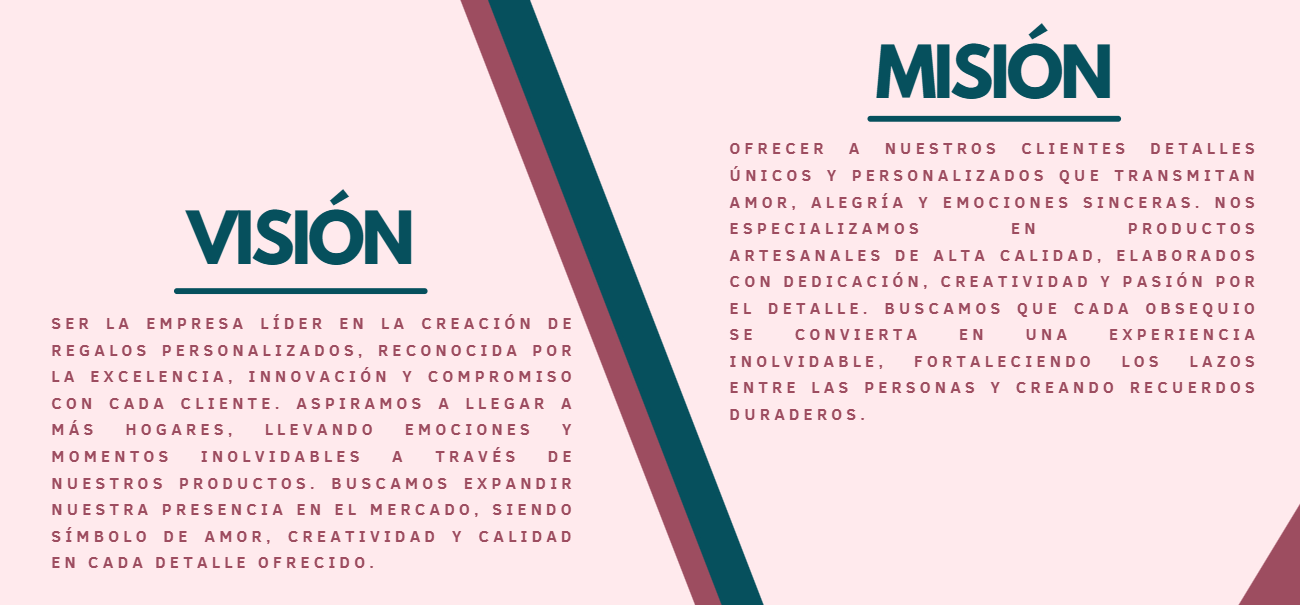 VISIÓN
SER LA EMPRESA LÍDER EN LA CREACIÓN DE
REGALOS PERSONALIZADOS, RECONOCIDA POR
LA EXCELENCIA, INNOVACIÓN Y COMPROMISO
CON CADA CLIENTE. ASPIRAMOS A LLEGAR A
MÁS HOGARES, LLEVANDO EMOCIONES Y
MOMENTOS INOLVIDABLES A TRAVÉS DE
NUESTROS PRODUCTOS. BUSCAMOS EXPANDIR
NUESTRA PRESENCIA EN EL MERCADO, SIENDO
SÍMBOLO DE AMOR, CREATIVIDAD Y CALIDAD
EN CADA DETALLE OFRECIDO.
MISIÓN
OFRECER A NUESTROS CLIENTES DETALLES
ÚNICOS Y PERSONALIZADOS QUE TRANSMITAN
AMOR, ALEGRÍA Y EMOCIONES SINCERAS. NOS
ESPECIALIZAMOS EN PRODUCTOS
ARTESANALES DE ALTA CALIDAD, ELABORADOS
CON DEDICACIÓN, CREATIVIDAD Y PASIÓN POR
EL DETALLE. BUSCAMOS QUE CADA OBSEQUIO
SE CONVIERTA EN UNA EXPERIENCIA
INOLVIDABLE, FORTALECIENDO LOS LAZOS
ENTRE LAS PERSONAS Y CREANDO RECUERDOS
DURADEROS.